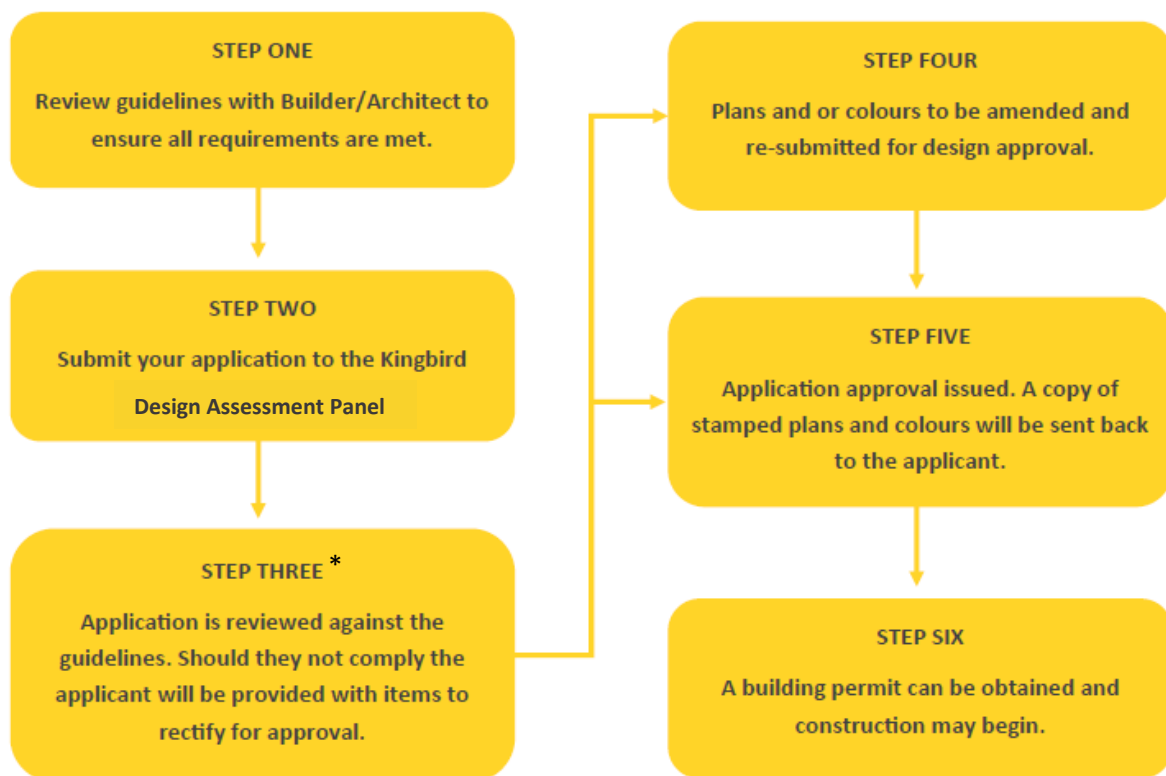 STEP ONE
Review guidelines with Builder/Architect to
ensure all requirements are met.
STEP TWO
Submit your application to the Kingbird
Design Assessment Panel
STEP THREE *
Application is reviewed against the
guidelines. Should they not comply the
applicant will be provided with items to
rectify for approval.
STEP FOUR
Plans and or colours to be amended and
re-submitted for design approval.
STEP FIVE
Application approval issued. A copy of
stamped plans and colours will be sent back
to the applicant.
STEP SIX
A building permit can be obtained and
construction may begin.